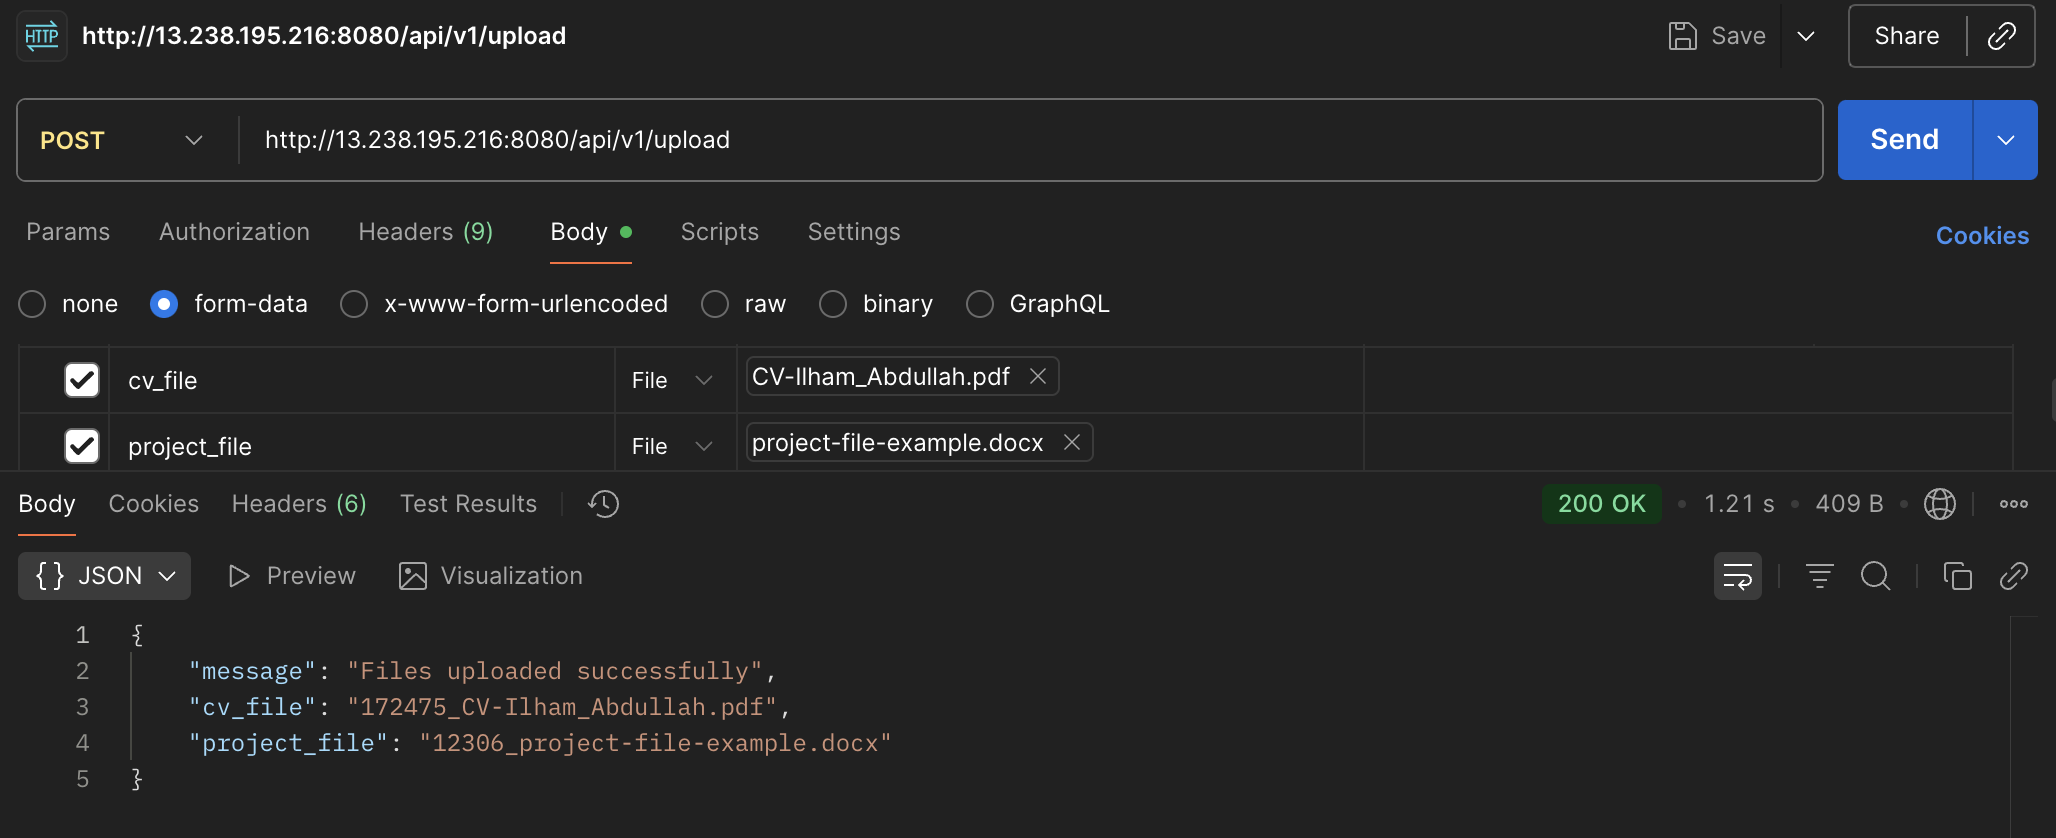 HTTP http://13.238.195.216:8080/api/v1/upload Save Share
POST http://13.238.195.216:8080/api/v1/upload Send
Params Authorization Headers (9) Body Scripts Settings Cookies
none form-data x-www-form-urlencoded raw binary GraphQL
cv_file File CV-Ilham_Abdullah.pdf
project_file File project-file-example.docx
Body Cookies Headers (6) Test Results 200 OK • 1.21 s • 409 B •
{} JSON Preview Visualization
1 {
2 "message": "Files uploaded successfully",
3 "cv_file": "172475_CV-Ilham_Abdullah.pdf",
4 "project_file": "12306_project-file-example.docx"
5 }